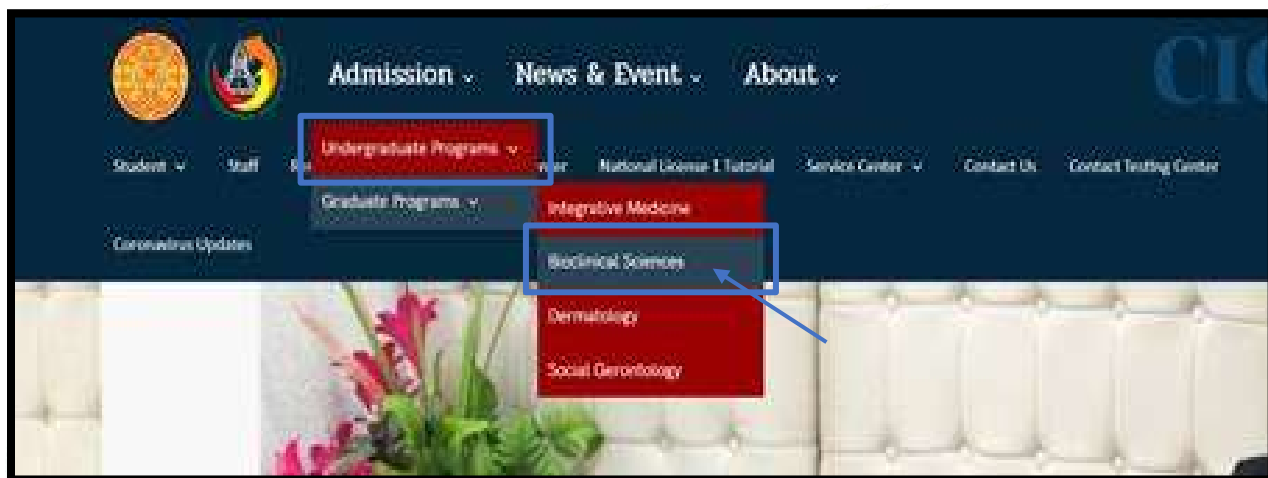 CIC
Admission News & Event About
Undergraduate Programs
Student Staff National License 1 Tutorial Service Center Contact Us Contact Testing Center
Graduate Programs Integrative Medicine
Coronavirus Updates Bioclinical Sciences
Dermatology
Social Gerontology